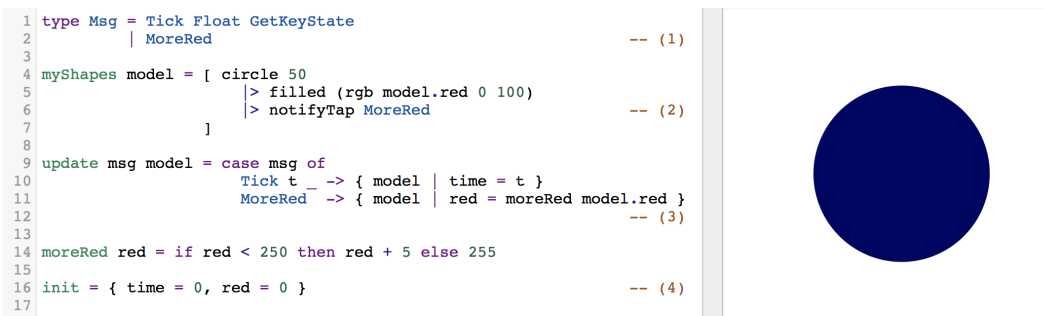 1 type Msg = Tick Float GetKeyState
2 | MoreRed -- (1)
3
4 myShapes model = [ circle 50
5 |> filled (rgb model.red 0 100)
6 |> notifyTap MoreRed -- (2)
7 ]
8
9 update msg model = case msg of
10 Tick t _ -> { model | time = t }
11 MoreRed -> { model | red = moreRed model.red }
12 -- (3)
13
14 moreRed red = if red < 250 then red + 5 else 255
15
16 init = { time = 0, red = 0 } -- (4)
17